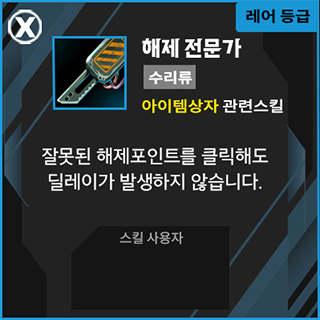 레어 등급
해제 전문가
수리류
아이템상자 관련스킬
잘못된 해제포인트를 클릭해도
딜레이가 발생하지 않습니다.
스킬 사용자